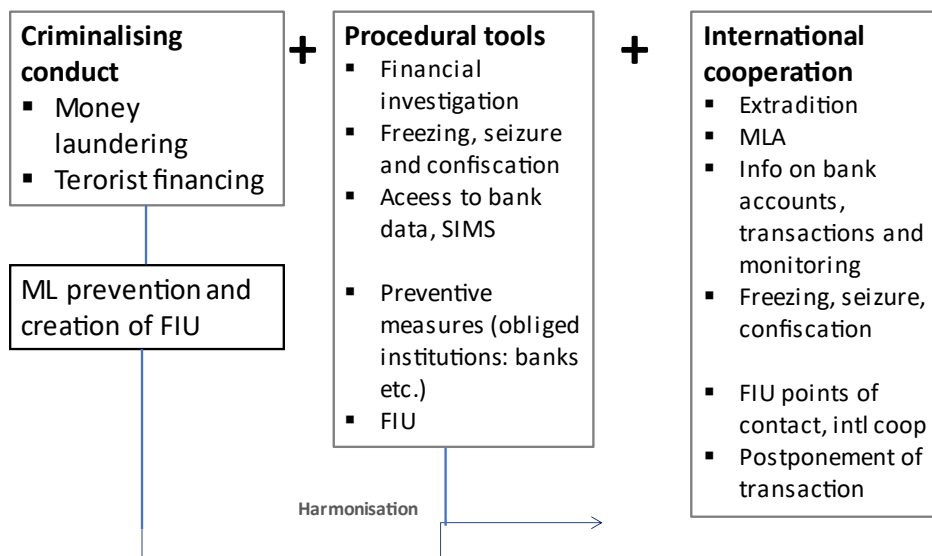 Criminalising
conduct
▪ Money
laundering
▪ Terorist financing
ML prevention and
creation of FIU
+
Procedural tools
▪ Financial
investigation
▪ Freezing, seizure
and confiscation
▪ Aceess to bank
data, SIMS
▪ Preventive
measures (obliged
institutions: banks
etc.)
▪ FIU
+
International
cooperation
▪ Extradition
▪ MLA
▪ Info on bank
accounts,
transactions and
monitoring
▪ Freezing, seizure,
confiscation
▪ FIU points of
contact, intl coop
▪ Postponement of
transaction
Harmonisation